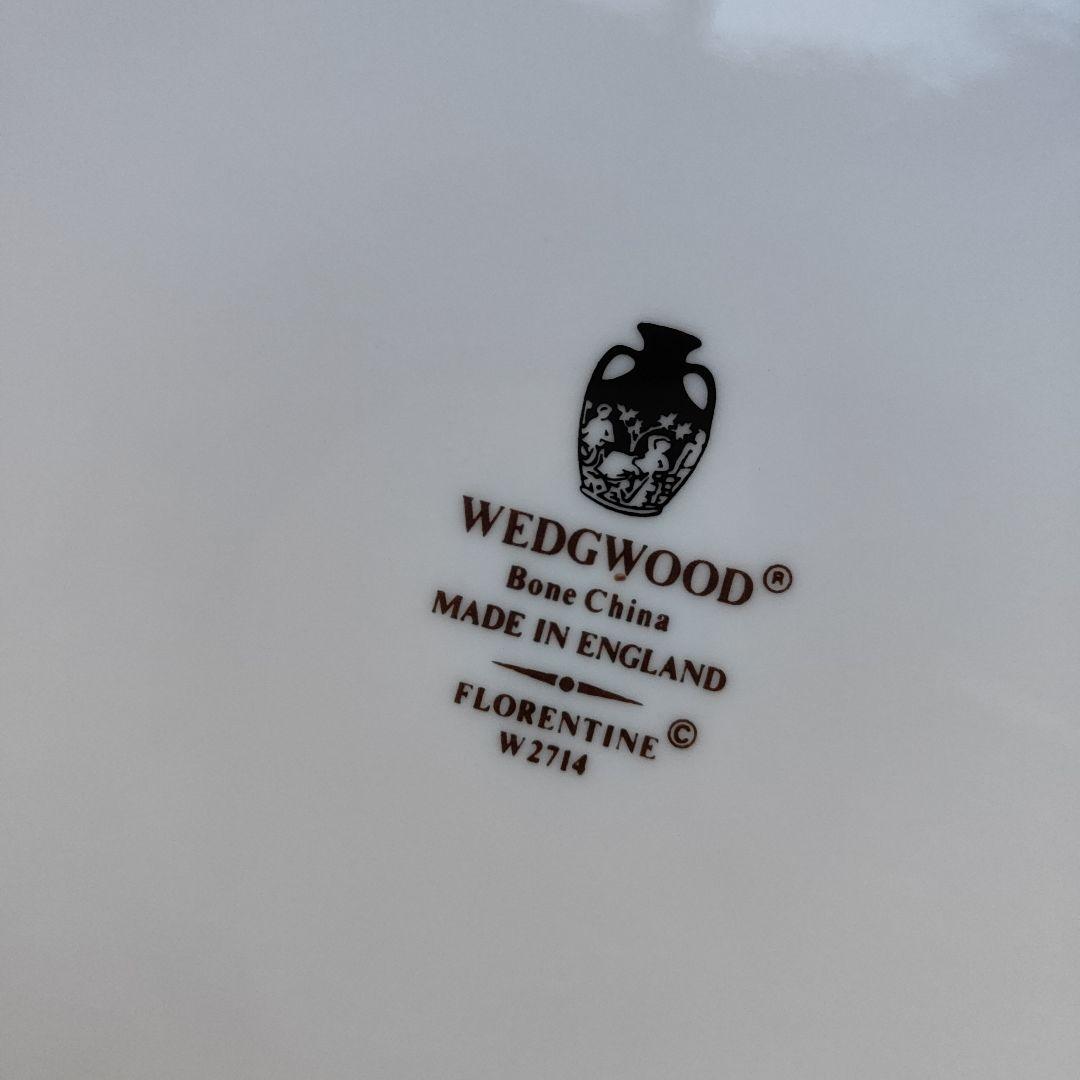 WEDGWOOD®
Bone China
MADE IN ENGLAND
FLORENTINE©
W2714